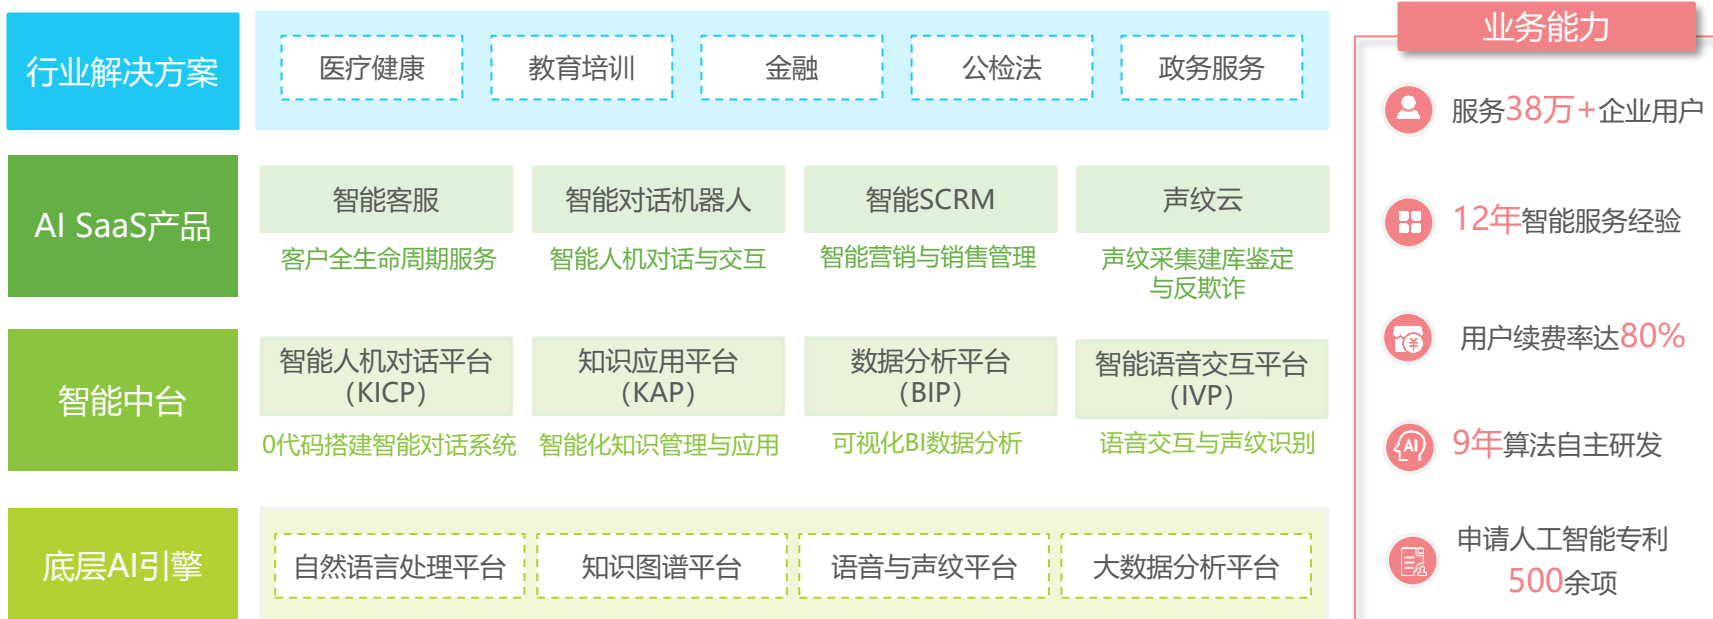 行业解决方案
医疗健康
教育培训
金融
公检法
政务服务
AI SaaS产品
智能客服
智能对话机器人
智能SCRM
声纹云
客户全生命周期服务
智能人机对话与交互
智能营销与销售管理
声纹采集建库鉴定
与反欺诈
智能中台
智能人机对话平台
（KICP）
知识应用平台
（KAP）
数据分析平台
（BIP）
智能语音交互平台
（IVP）
0代码搭建智能对话系统
智能化知识管理与应用
可视化BI数据分析
语音交互与声纹识别
底层AI引擎
自然语言处理平台
知识图谱平台
语音与声纹平台
大数据分析平台
业务能力
服务38万+企业用户
12年智能服务经验
用户续费率达80%
AI
9年算法自主研发
申请人工智能专利
500余项